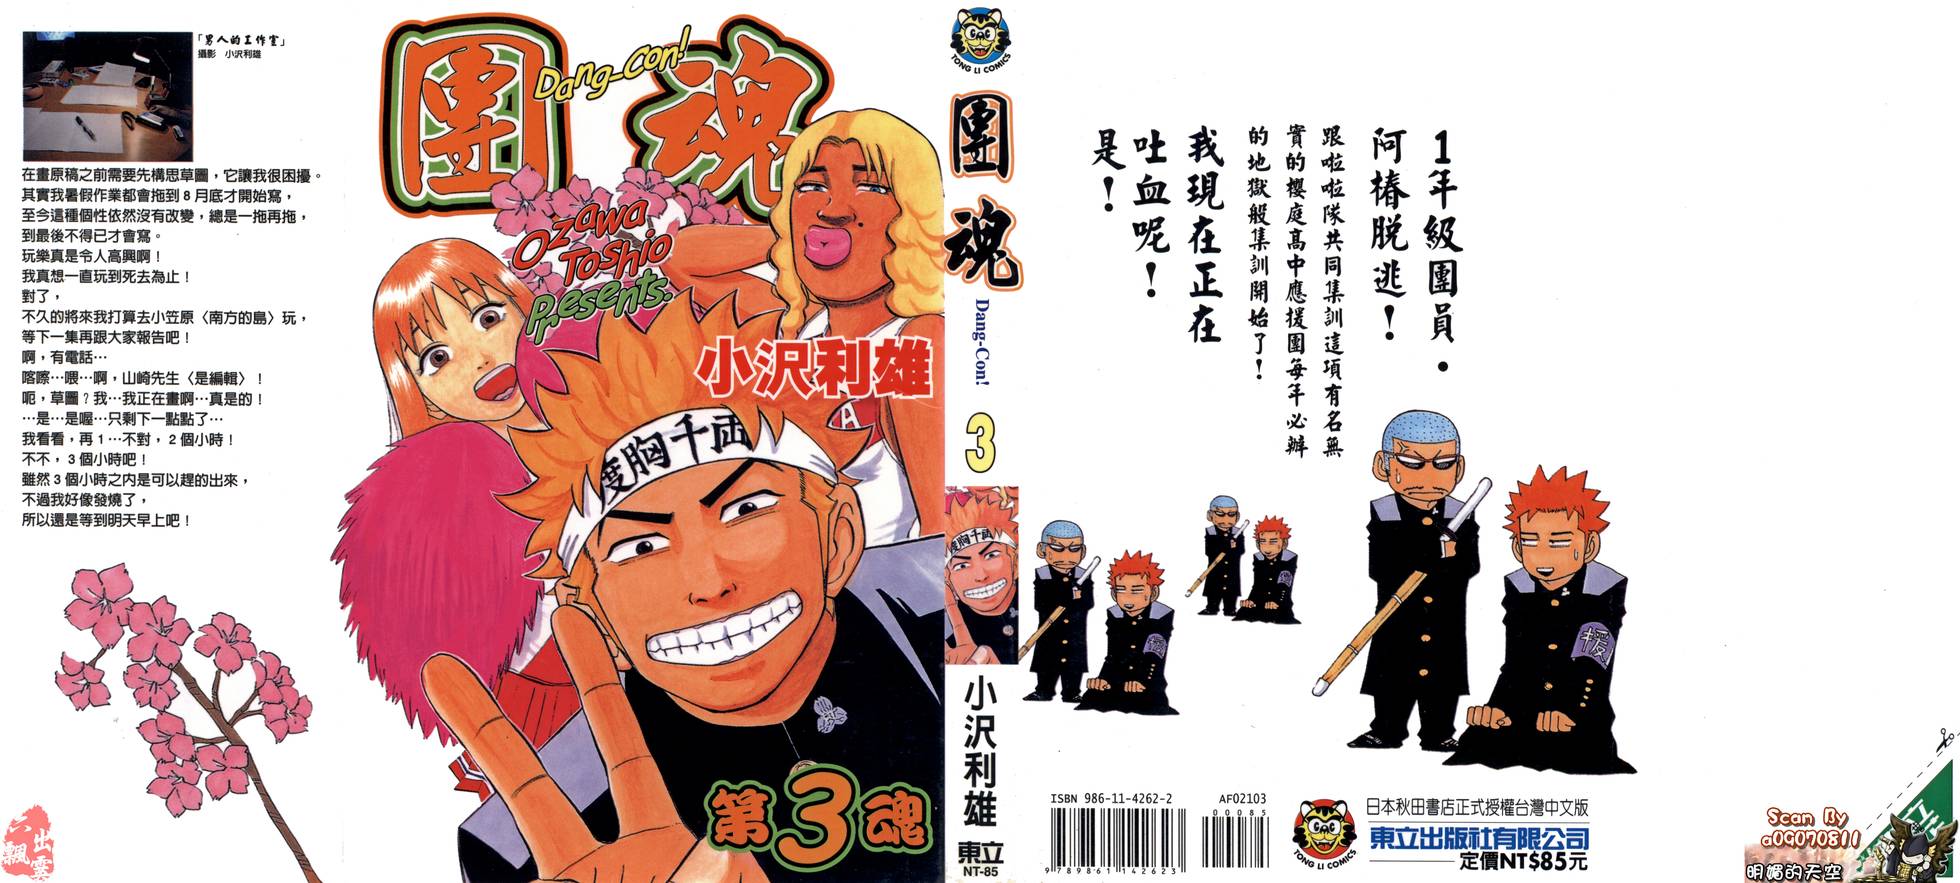 「男人的工作室」
攝影　小沢利雄
在畫原稿之前需要先構思草圖，它讓我很困擾。
其實我暑假作業都會拖到8月底才開始寫，
至今這種個性依然沒有改變，總是一拖再拖，
到最後不得已才會寫。
玩樂真是令人高興啊！
我真想一直玩到死去為止！
對了，
不久的將來我打算去小笠原〈南方的島〉玩，
等下一集再跟大家報告吧！
啊，有電話…
喀嚓…喂…啊，山崎先生〈是編輯〉！
呃，草圖？我…我正在畫啊…真是的！
…是…是喔…只剩下一點點了…
我看看，再1…不對，2個小時！
不不，3個小時吧！
雖然3個小時之內是可以趕的出來，
不過我好像發燒了，
所以還是等到明天早上吧！
六出飄雲
團魂
Dang-Con!
Ozawa
Toshio
Presents.
小沢利雄
度胸千両
A
第3魂
TONG LI COMICS
團魂
Dang-Con!
3
度胸千両
小沢利雄
東立
NT-85
1年級團員．
阿椿脱逃！
跟啦啦隊共同集訓這項有名無
實的櫻庭高中應援團每年必辦
的地獄般集訓開始了！
我現在正在
吐血呢！
是！
援
援
ISBN 986-11-4262-2
AF02103
00085
9789861142623
TONG LI COMICS
日本秋田書店正式授權台灣中文版
東立出版社有限公司
定價NT$85元
Scan By
a09070811
明媚的天空